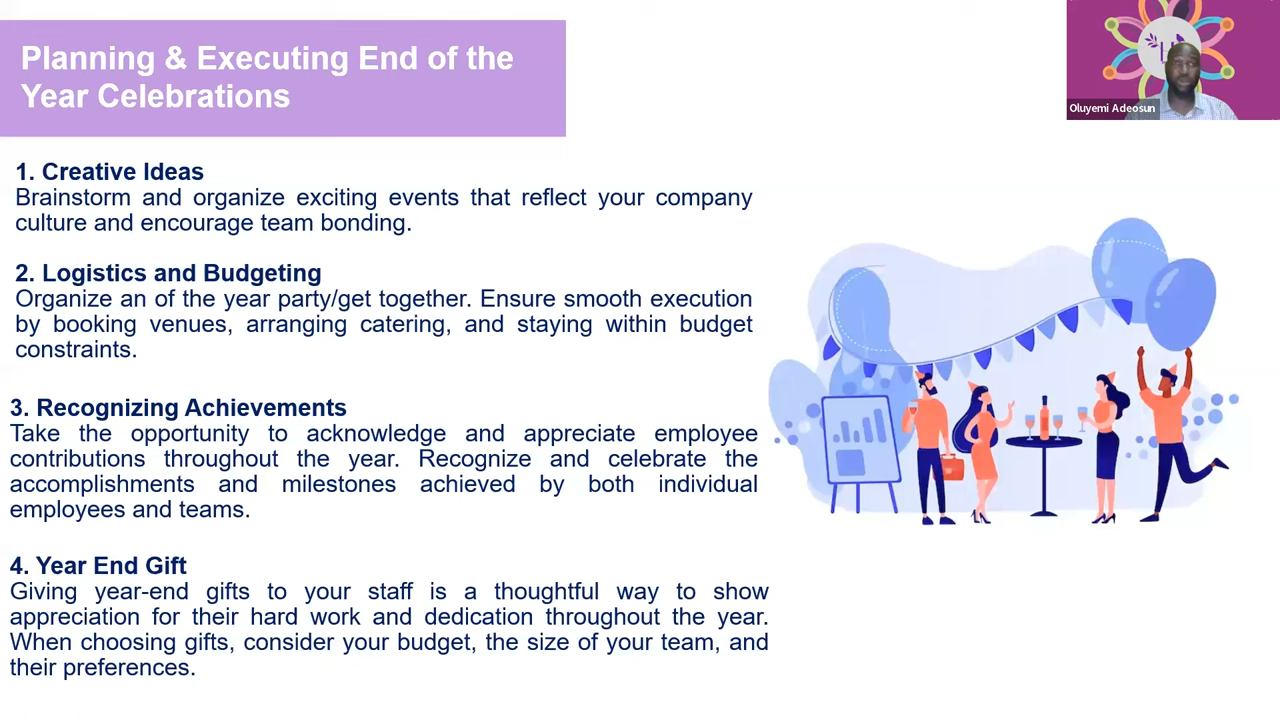 Planning & Executing End of the
Year Celebrations
Oluyemi Adeosun
1. Creative Ideas
Brainstorm and organize exciting events that reflect your company
culture and encourage team bonding.
2. Logistics and Budgeting
Organize an of the year party/get together. Ensure smooth execution
by booking venues, arranging catering, and staying within budget
constraints.
3. Recognizing Achievements
Take the opportunity to acknowledge and appreciate employee
contributions throughout the year. Recognize and celebrate the
accomplishments and milestones achieved by both individual
employees and teams.
4. Year End Gift
Giving year-end gifts to your staff is a thoughtful way to show
appreciation for their hard work and dedication throughout the year.
When choosing gifts, consider your budget, the size of your team, and
their preferences.